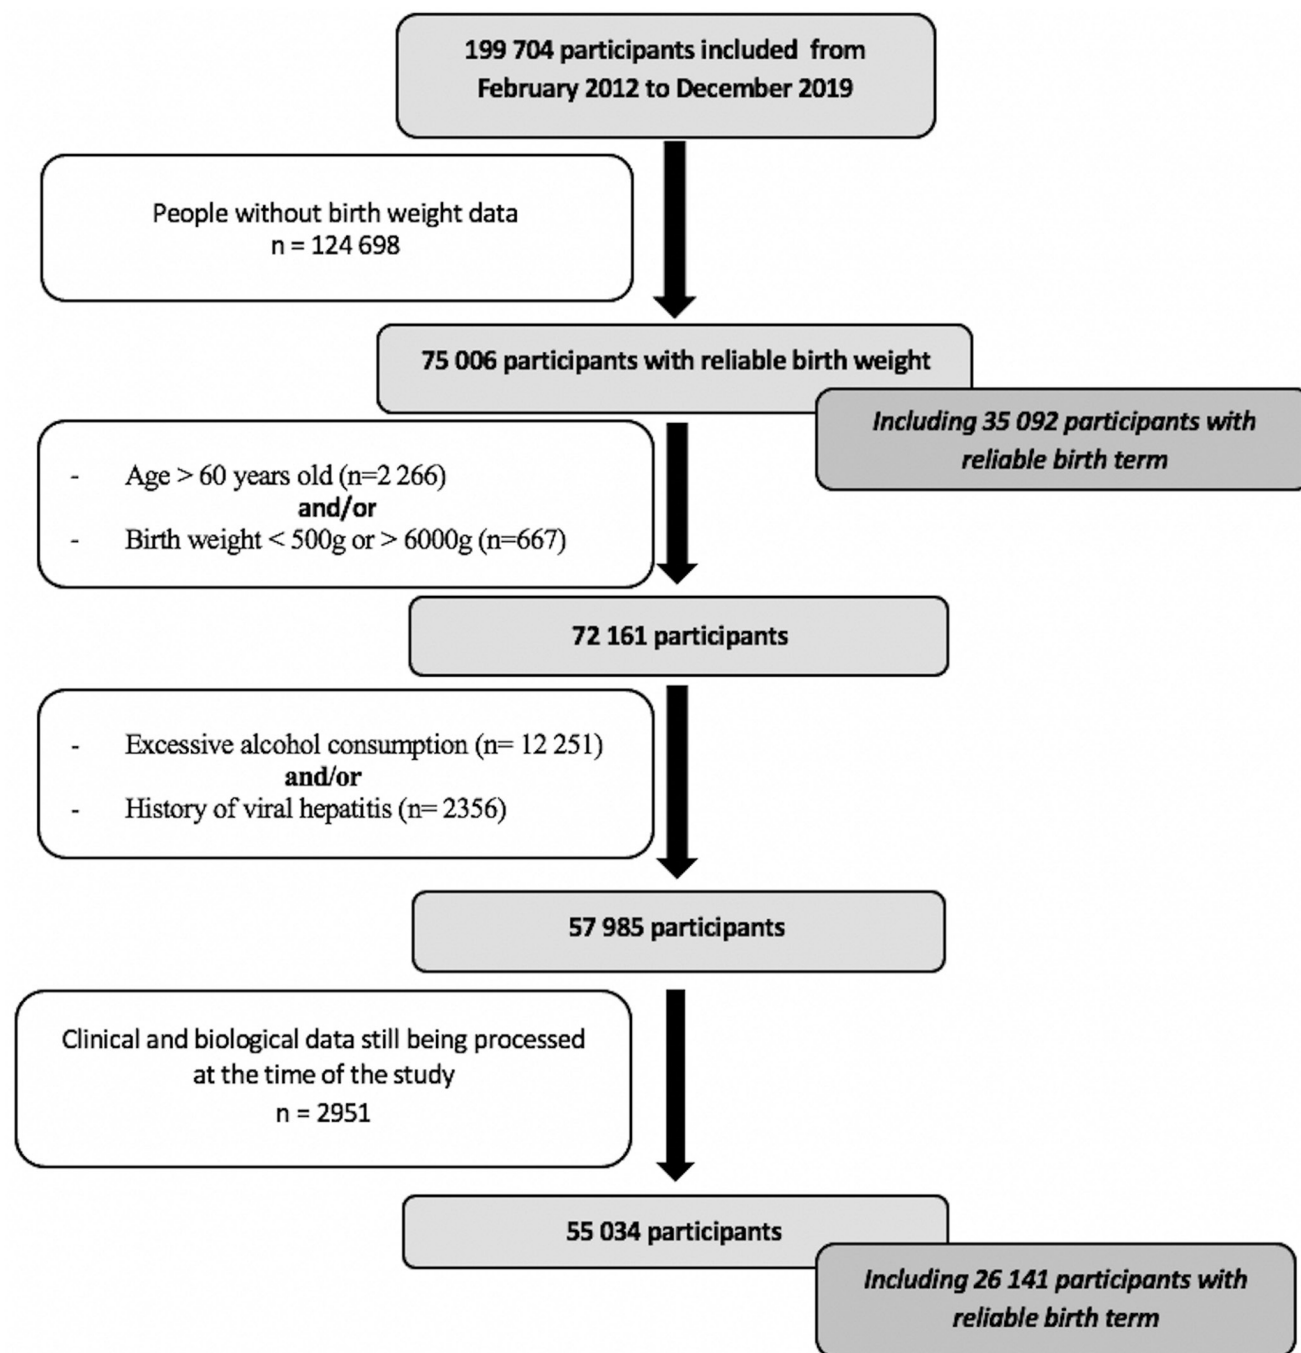 199 704 participants included from
February 2012 to December 2019
People without birth weight data
n = 124 698
75 006 participants with reliable birth weight
Including 35 092 participants with
reliable birth term
- Age > 60 years old (n=2 266)
and/or
- Birth weight < 500g or > 6000g (n=667)
72 161 participants
- Excessive alcohol consumption (n= 12 251)
and/or
- History of viral hepatitis (n= 2356)
57 985 participants
Clinical and biological data still being processed
at the time of the study
n = 2951
55 034 participants
Including 26 141 participants with
reliable birth term